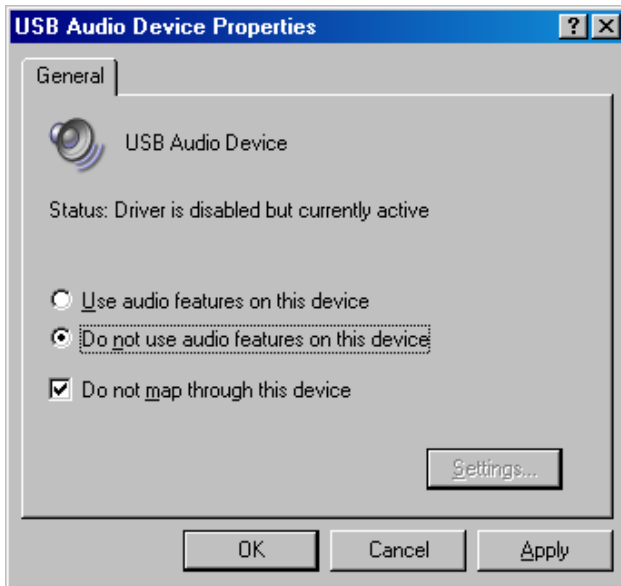 USB Audio Device Properties
General
USB Audio Device
Status: Driver is disabled but currently active
Use audio features on this device
Do not use audio features on this device
Do not map through this device
Settings...
OK Cancel Apply